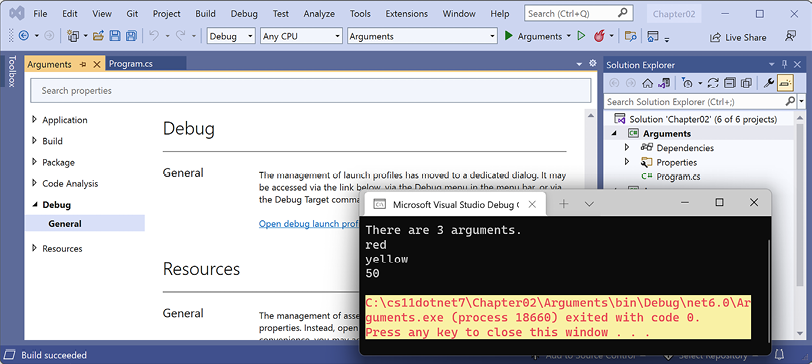 File Edit View Git Project Build Debug Test Analyze Tools Extensions Window Help Search (Ctrl+Q) Chapter02
Debug Any CPU Arguments Arguments Live Share
Toolbox
Arguments Program.cs
Search properties
Application
Build
Package
Code Analysis
Debug
General
Resources
Debug
General
The management of launch profiles has moved to a dedicated dialog. It may
be accessed via the link below, via the Debug menu in the menu bar, or via
the Debug Target comma
Open debug launch prof
Resources
General
The management of asse
properties. Instead, open
Solution Explorer
Search Solution Explorer (Ctrl+;)
Solution 'Chapter02' (6 of 6 projects)
Arguments
Dependencies
Properties
Program.cs
Microsoft Visual Studio Debug
There are 3 arguments.
red
yellow
50
C:\cs11dotnet7\Chapter02\Arguments\bin\Debug\net6.0\Ar
guments.exe (process 18660) exited with code 0.
Press any key to close this window . . .
Build succeeded
Add to Source Control Select Repository